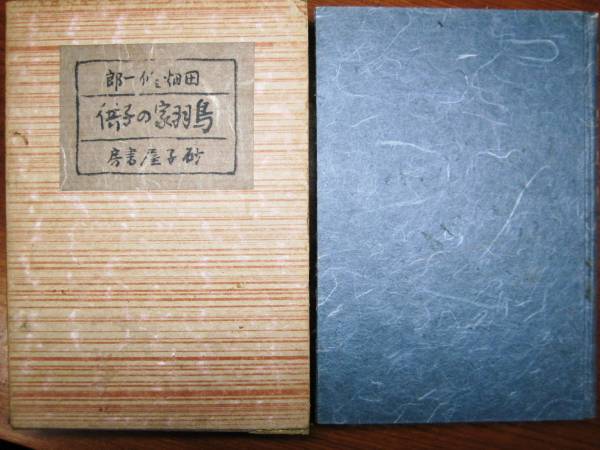 田畑修一郎
鳥羽家の子供
砂子屋書房